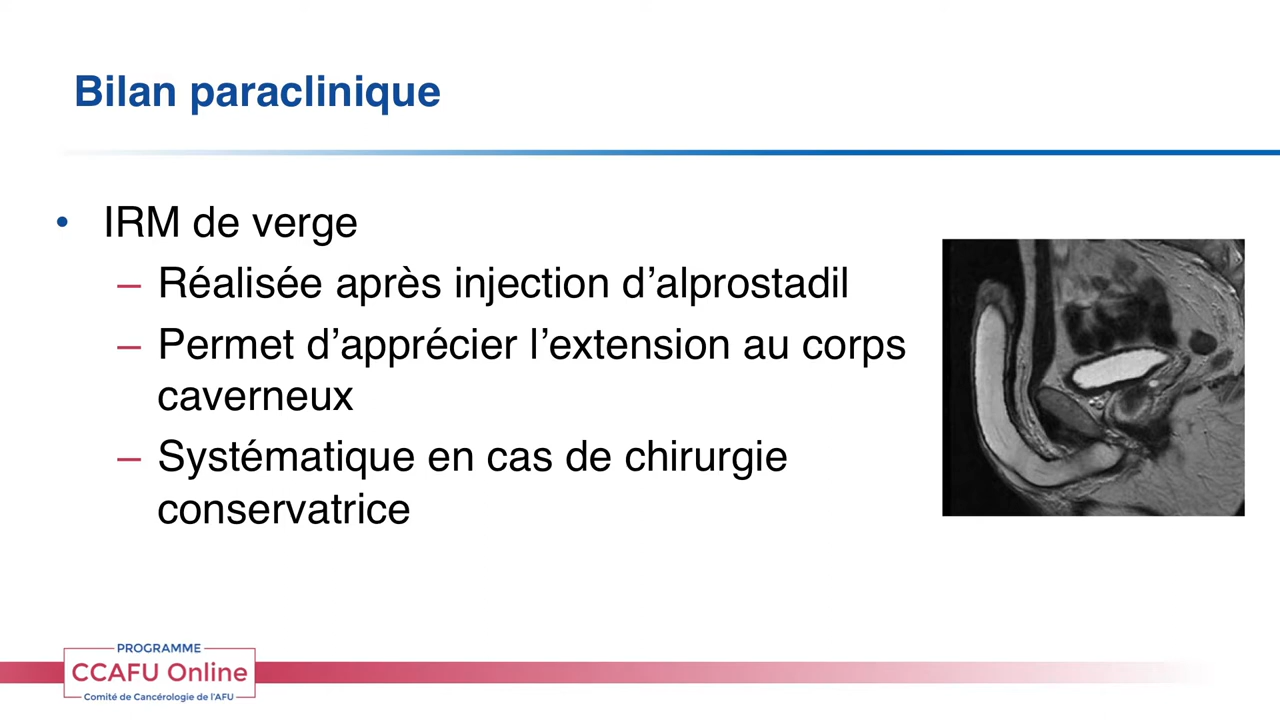 Bilan paraclinique
• IRM de verge
– Réalisée après injection d’alprostadil
– Permet d’apprécier l’extension au corps
caverneux
– Systématique en cas de chirurgie
conservatrice
PROGRAMME
CCAFU Online
Comité de Cancérologie de l'AFU